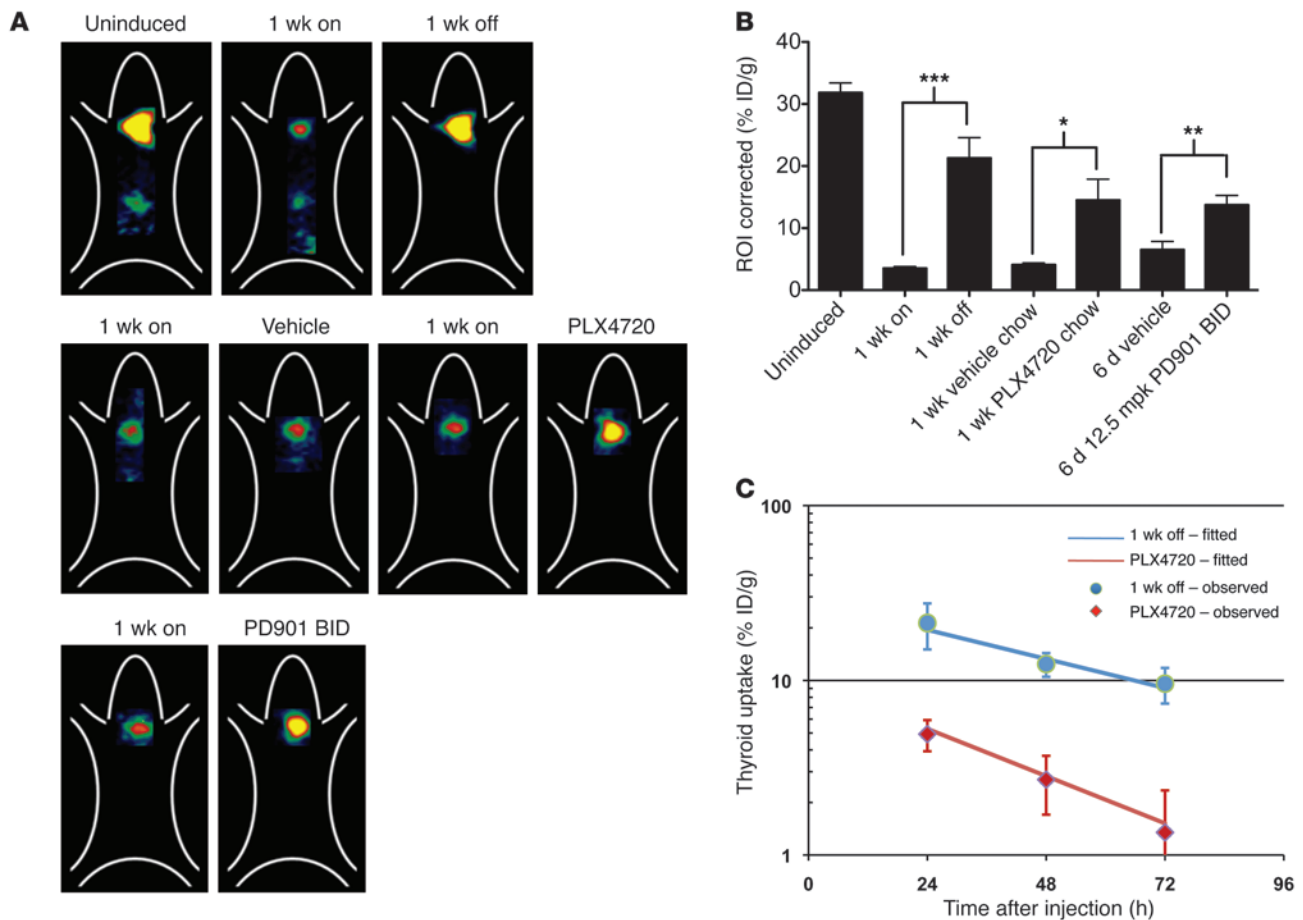 A
Uninduced
1 wk on
1 wk off
1 wk on
Vehicle
1 wk on
PLX4720
1 wk on
PD901 BID
B
ROI corrected (% ID/g)
40
30
20
10
0
***
*
**
Uninduced
1 wk on
1 wk off
1 wk vehicle chow
1 wk PLX4720 chow
6 d vehicle
6 d 12.5 mpk PD901 BID
C
Thyroid uptake (% ID/g)
100
10
1
1 wk off – fitted
PLX4720 – fitted
1 wk off – observed
PLX4720 – observed
0
24
48
72
96
Time after injection (h)